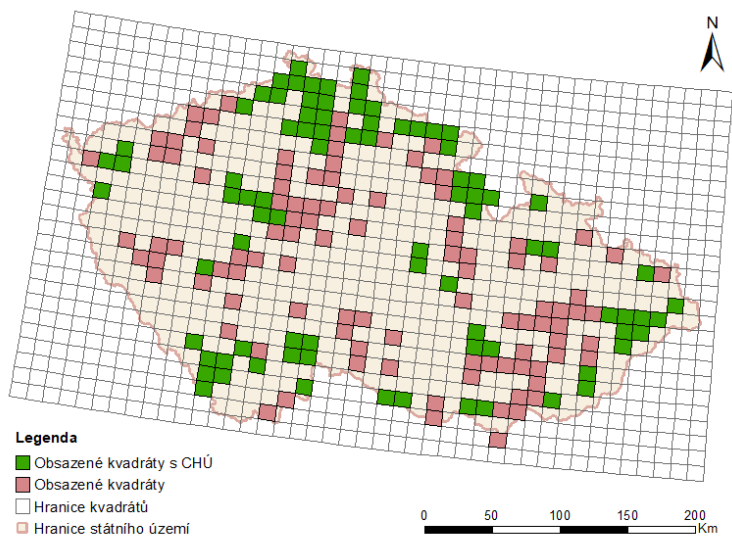 N
Legenda
Obsazené kvadráty s CHÚ
Obsazené kvadráty
Hranice kvadrátů
Hranice státního území
0 50 100 150 200
Km